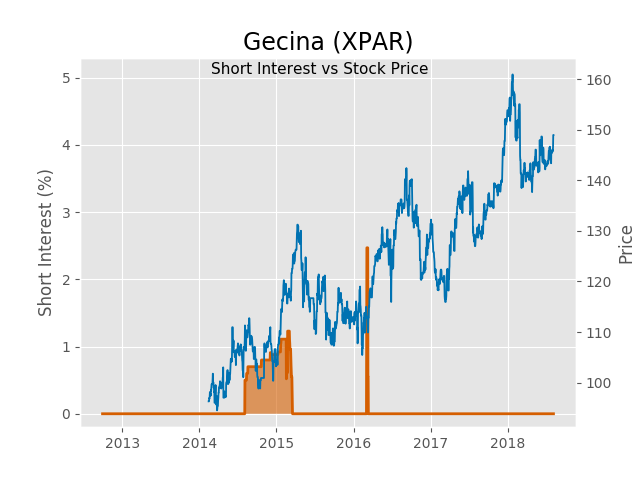 Gecina (XPAR)
Short Interest vs Stock Price
Short Interest (%)
5
4
3
2
1
0
160
150
140
130
120
110
100
Price
2013 2014 2015 2016 2017 2018